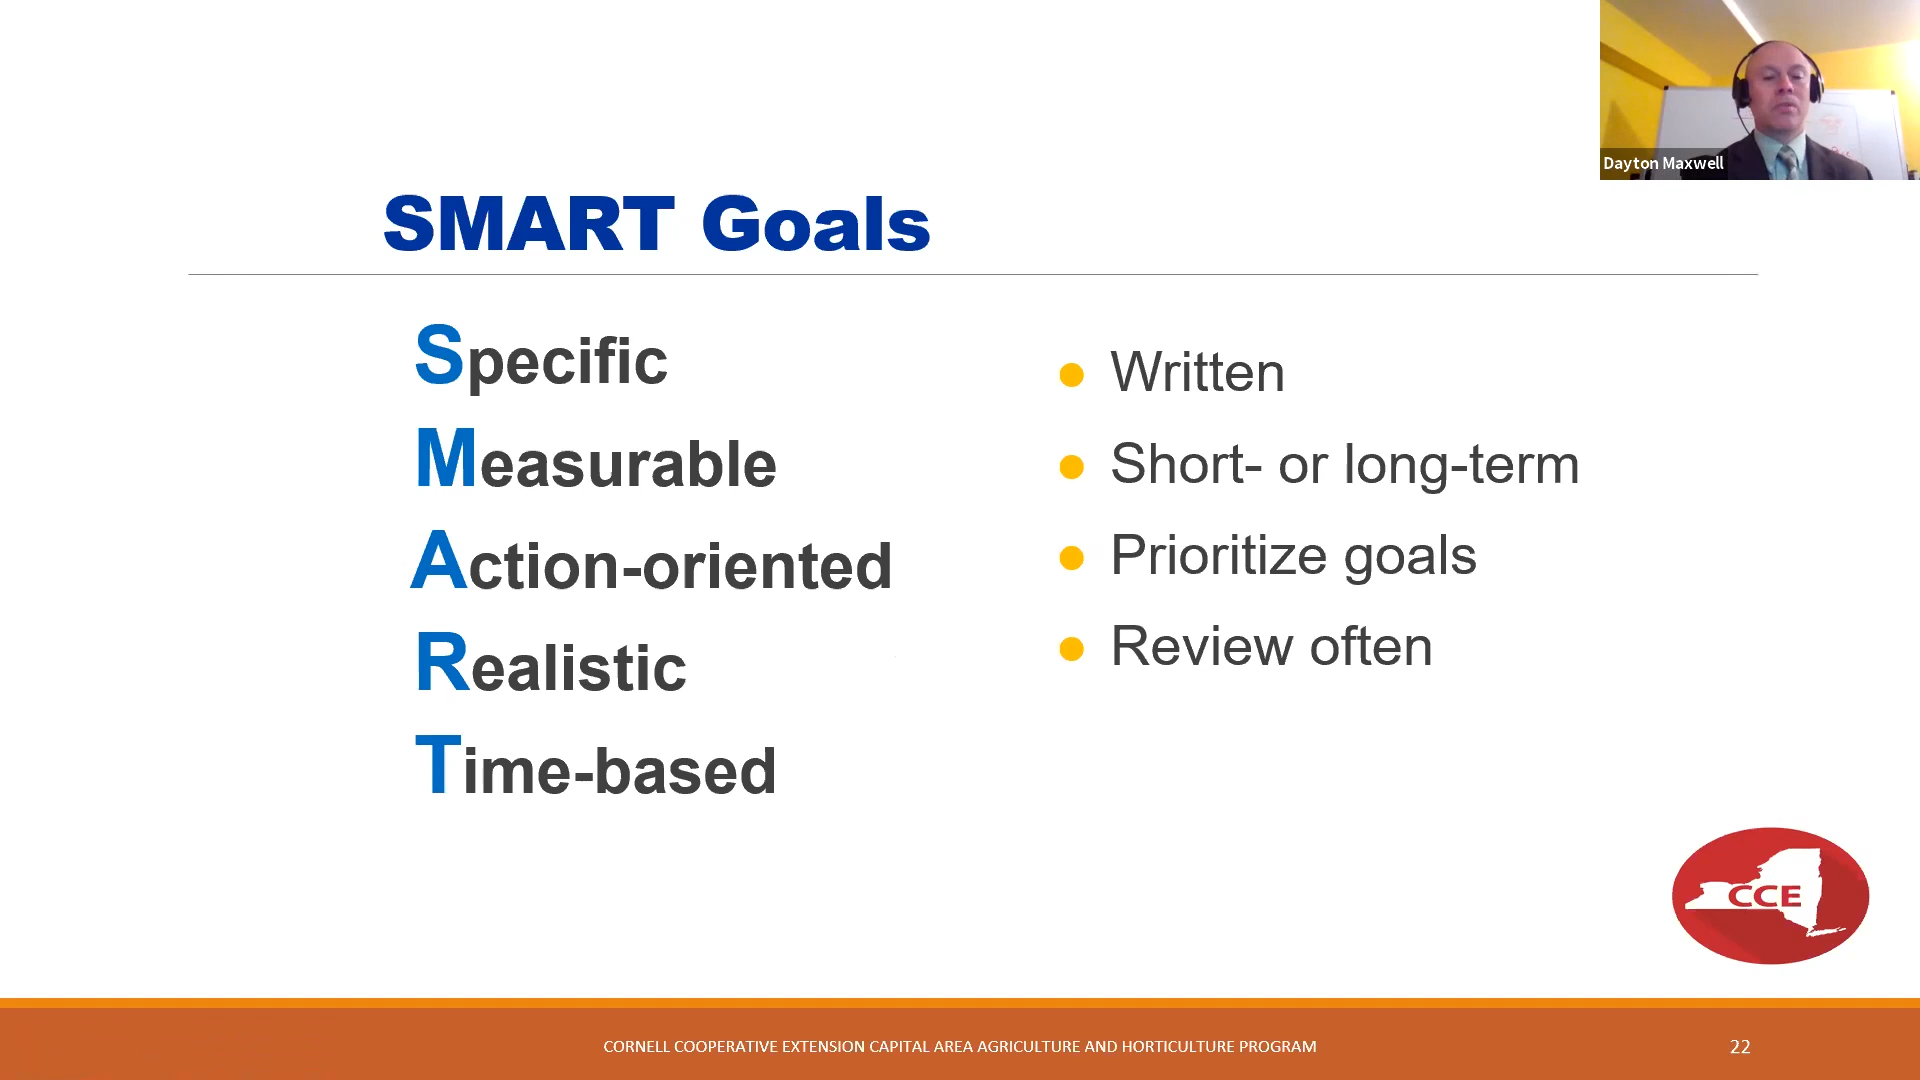 Dayton Maxwell
SMART Goals
Specific
Measurable
Action-oriented
Realistic
Time-based
Written
Short- or long-term
Prioritize goals
Review often
CCE
CORNELL COOPERATIVE EXTENSION CAPITAL AREA AGRICULTURE AND HORTICULTURE PROGRAM
22